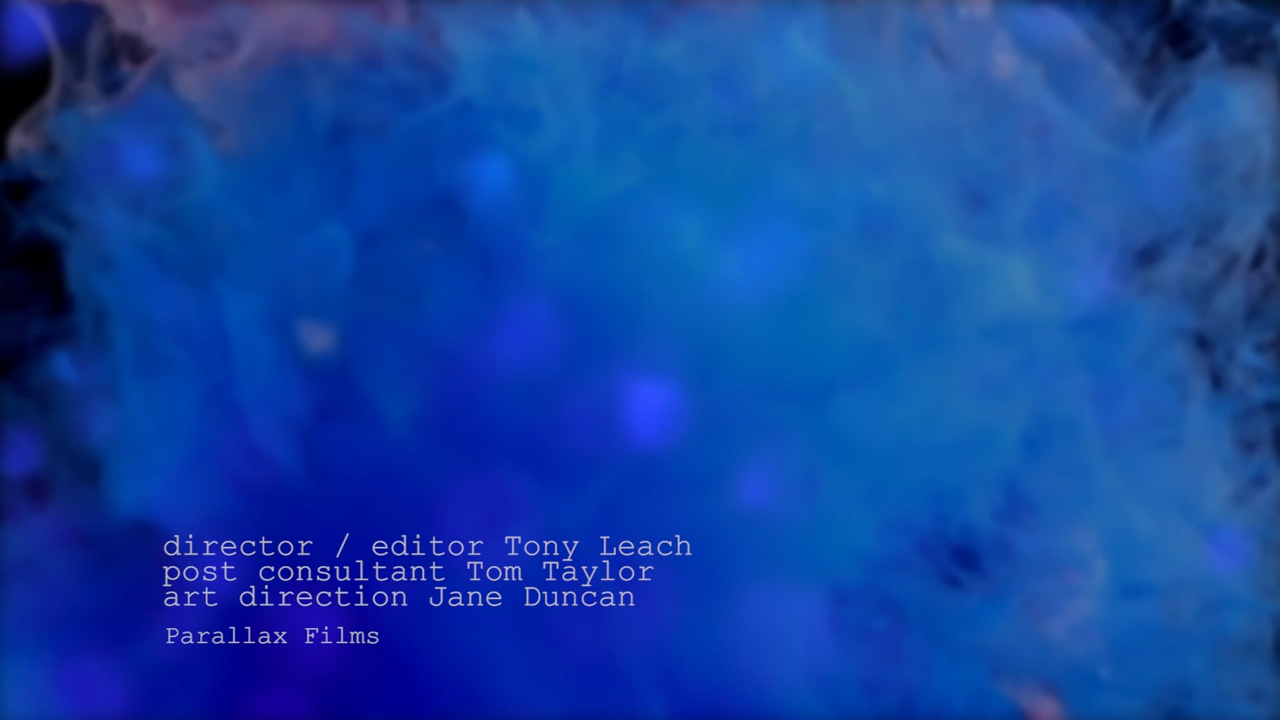 director / editor Tony Leach
post consultant Tom Taylor
art direction Jane Duncan
Parallax Films